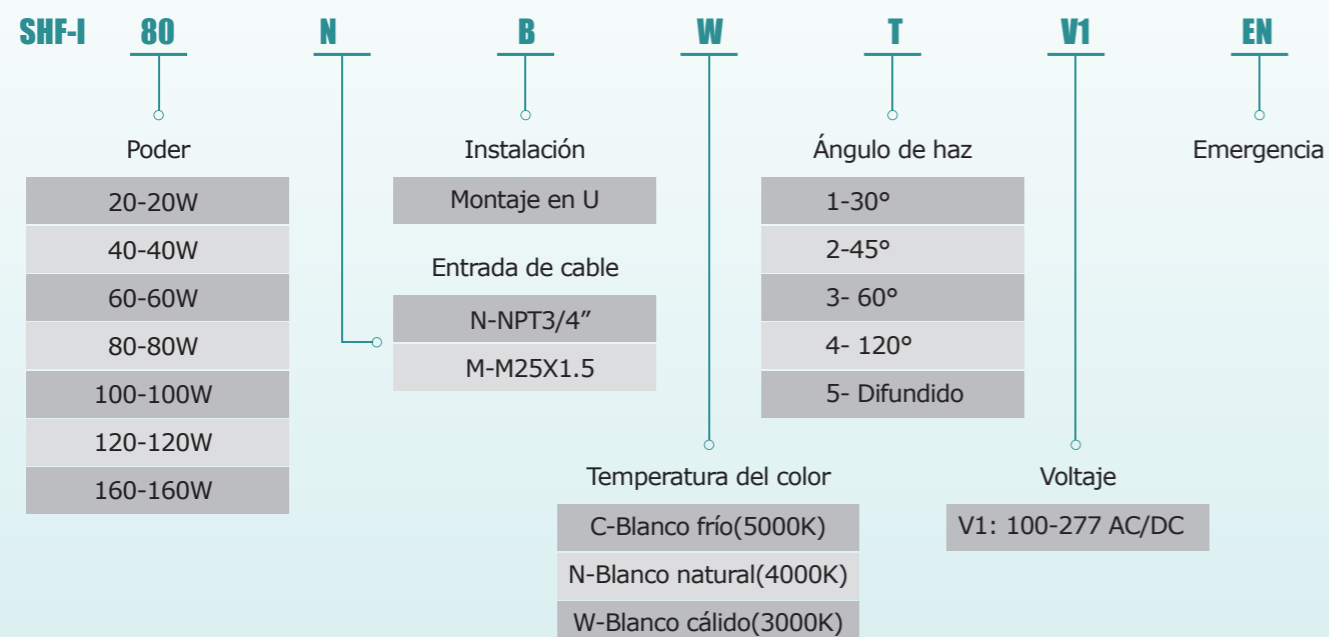 SHF-I 80 N B W T V1 EN
Poder
20-20W
40-40W
60-60W
80-80W
100-100W
120-120W
160-160W
Instalación
Montaje en U
Entrada de cable
N-NPT3/4”
M-M25X1.5
Ángulo de haz
1-30°
2-45°
3- 60°
4- 120°
5- Difundido
Emergencia
Temperatura del color
C-Blanco frío(5000K)
N-Blanco natural(4000K)
W-Blanco cálido(3000K)
Voltaje
V1: 100-277 AC/DC